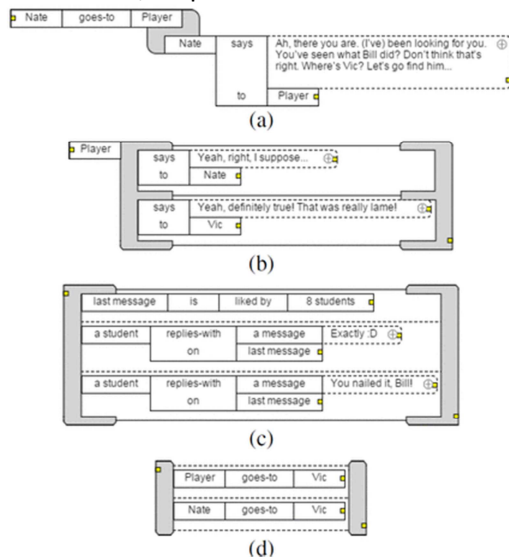 Nate goes-to Player
Nate says Ah, there you are. (I've) been looking for you.
You've seen what Bill did? Don't think that's
right. Where's Vic? Let's go find him...
to Player
(a)
Player
says Yeah, right, I suppose...
to Nate
says Yeah, definitely true! That was really lame!
to Vic
(b)
last message is liked by 8 students
a student replies-with a message Exactly :D
on last message
a student replies-with a message You nailed it, Bill!
on last message
(c)
Player goes-to Vic
Nate goes-to Vic
(d)